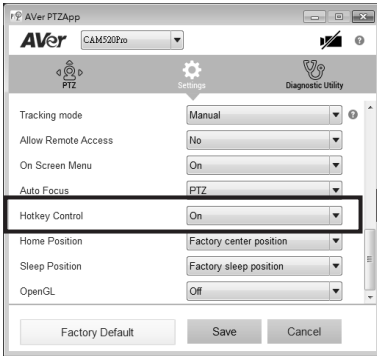 AVer PTZApp
AVer CAM520Pro
PTZ Settings Diagnostic Utility
Tracking mode Manual
Allow Remote Access No
On Screen Menu On
Auto Focus PTZ
Hotkey Control On
Home Position Factory center position
Sleep Position Factory sleep position
OpenGL Off
Factory Default Save Cancel